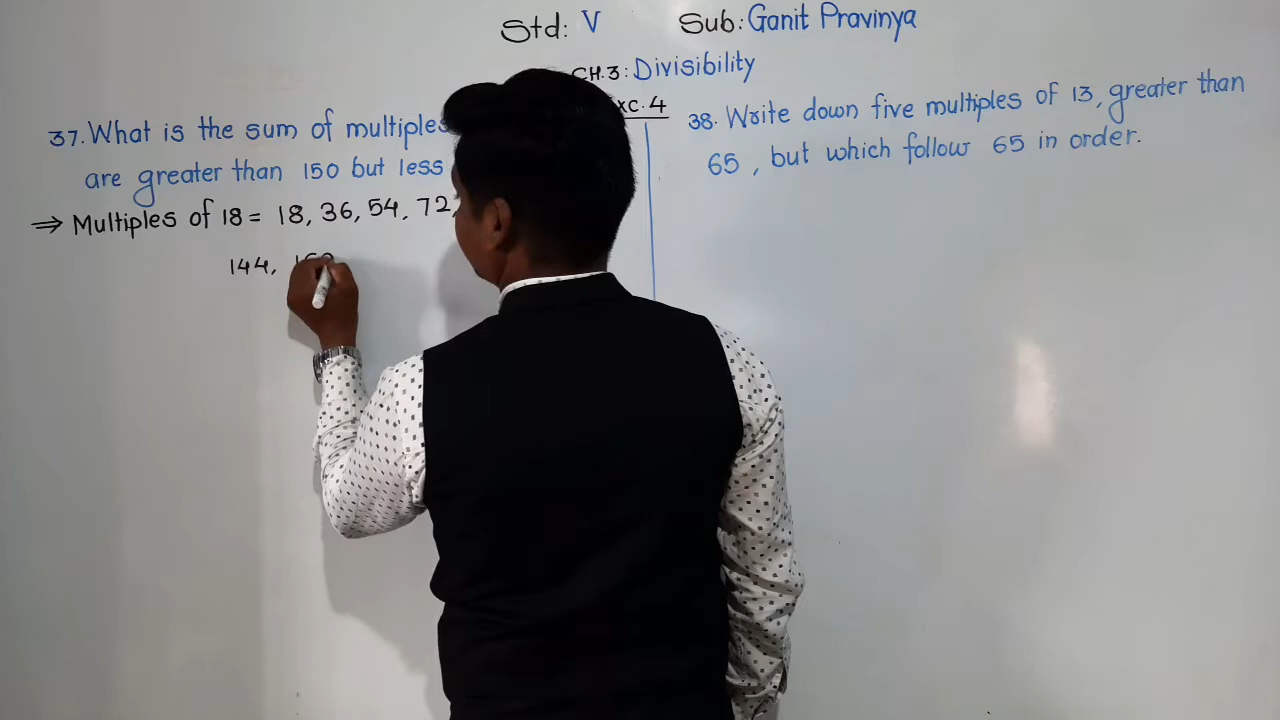 Std: V Sub: Ganit Pravinya
CH.3: Divisibility
xc.4
37. What is the sum of multiples
are greater than 150 but less
⇒ Multiples of 18 = 18, 36, 54, 72,
144,
38. Write down five multiples of 13, greater than
65, but which follow 65 in order.